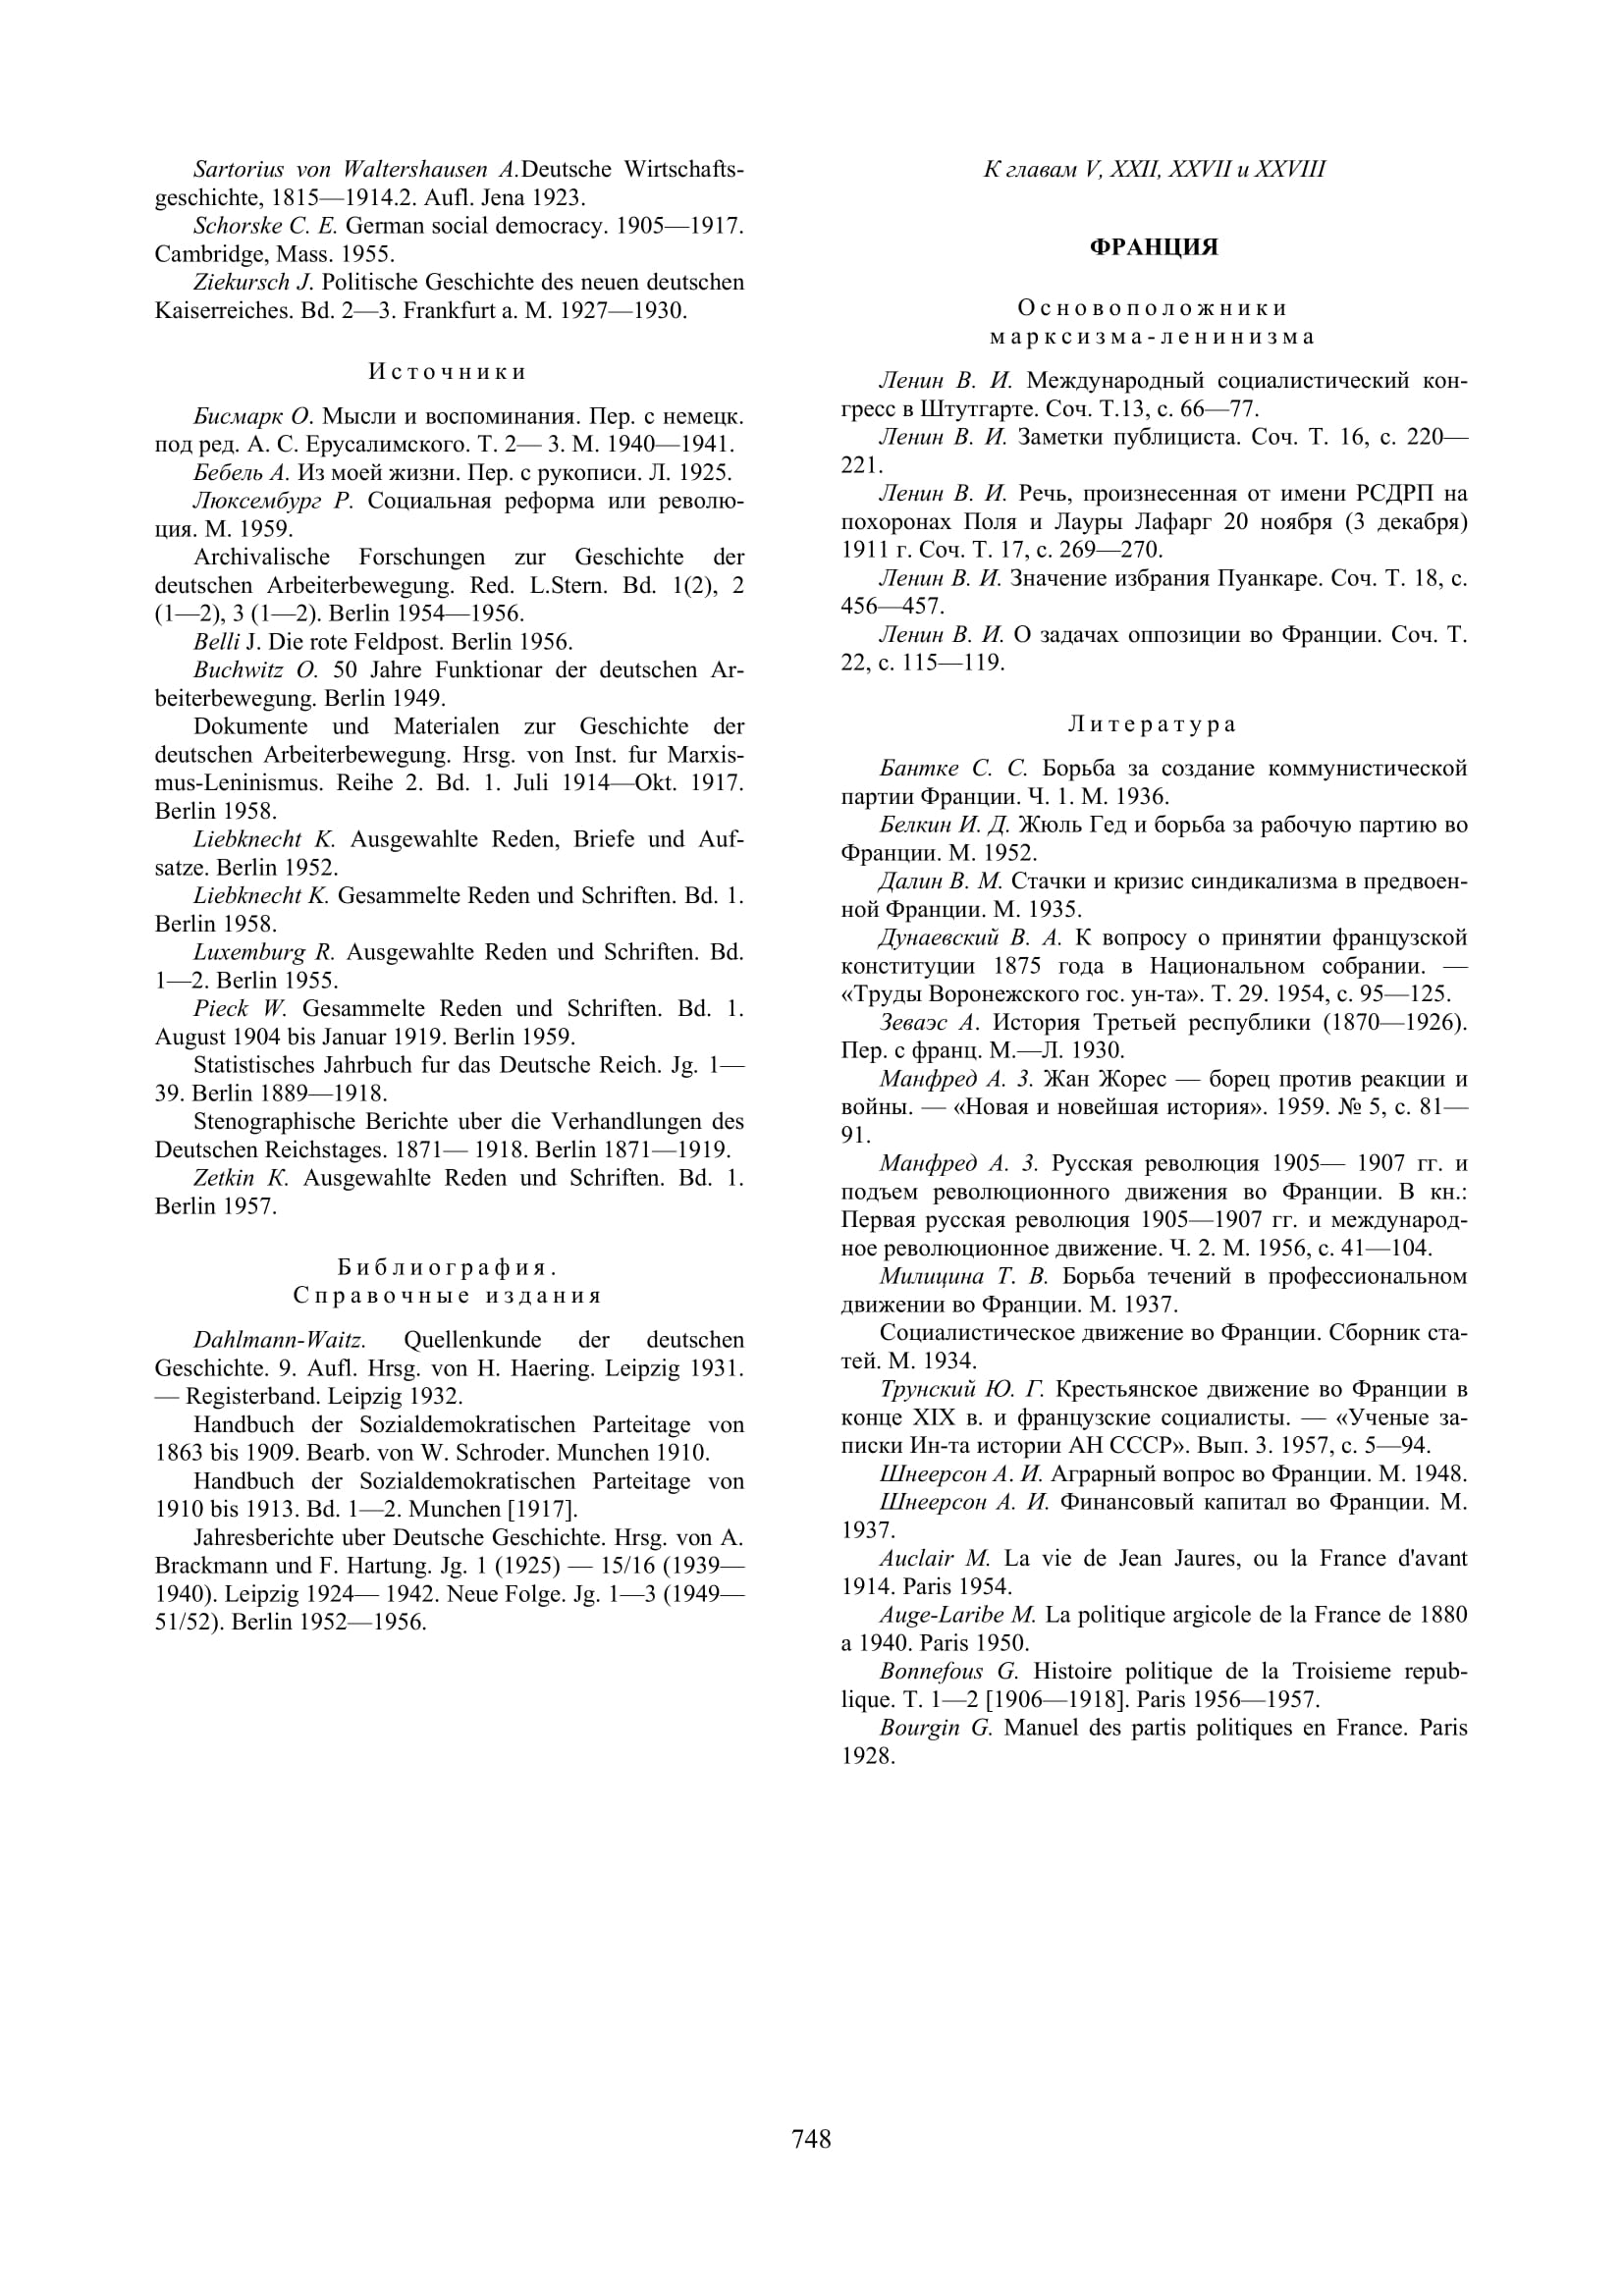 Sartorius von Waltershausen A.Deutsche Wirtschafts-
geschichte, 1815—1914.2. Aufl. Jena 1923.
Schorske C. E. German social democracy. 1905—1917.
Cambridge, Mass. 1955.
Ziekursch J. Politische Geschichte des neuen deutschen
Kaiserreiches. Bd. 2—3. Frankfurt a. M. 1927—1930.
Источники
Бисмарк О. Мысли и воспоминания. Пер. с немецк.
под ред. А. С. Ерусалимского. Т. 2— 3. М. 1940—1941.
Бебель А. Из моей жизни. Пер. с рукописи. Л. 1925.
Люксембург Р. Социальная реформа или револю-
ция. М. 1959.
Archivalische Forschungen zur Geschichte der
deutschen Arbeiterbewegung. Red. L.Stern. Bd. 1(2), 2
(1—2), 3 (1—2). Berlin 1954—1956.
Belli J. Die rote Feldpost. Berlin 1956.
Buchwitz O. 50 Jahre Funktionar der deutschen Ar-
beiterbewegung. Berlin 1949.
Dokumente und Materialen zur Geschichte der
deutschen Arbeiterbewegung. Hrsg. von Inst. fur Marxis-
mus-Leninismus. Reihe 2. Bd. 1. Juli 1914—Okt. 1917.
Berlin 1958.
Liebknecht K. Ausgewahlte Reden, Briefe und Auf-
satze. Berlin 1952.
Liebknecht K. Gesammelte Reden und Schriften. Bd. 1.
Berlin 1958.
Luxemburg R. Ausgewahlte Reden und Schriften. Bd.
1—2. Berlin 1955.
Pieck W. Gesammelte Reden und Schriften. Bd. 1.
August 1904 bis Januar 1919. Berlin 1959.
Statistisches Jahrbuch fur das Deutsche Reich. Jg. 1—
39. Berlin 1889—1918.
Stenographische Berichte uber die Verhandlungen des
Deutschen Reichstages. 1871— 1918. Berlin 1871—1919.
Zetkin K. Ausgewahlte Reden und Schriften. Bd. 1.
Berlin 1957.
Библиография.
Справочные издания
Dahlmann-Waitz. Quellenkunde der deutschen
Geschichte. 9. Aufl. Hrsg. von H. Haering. Leipzig 1931.
— Registerband. Leipzig 1932.
Handbuch der Sozialdemokratischen Parteitage von
1863 bis 1909. Bearb. von W. Schroder. Munchen 1910.
Handbuch der Sozialdemokratischen Parteitage von
1910 bis 1913. Bd. 1—2. Munchen [1917].
Jahresberichte uber Deutsche Geschichte. Hrsg. von A.
Brackmann und F. Hartung. Jg. 1 (1925) — 15/16 (1939—
1940). Leipzig 1924— 1942. Neue Folge. Jg. 1—3 (1949—
51/52). Berlin 1952—1956.
К главам V, XXII, XXVII и XXVIII
ФРАНЦИЯ
Основоположники
марксизма-ленинизма
Ленин В. И. Международный социалистический кон-
гресс в Штутгарте. Соч. Т.13, с. 66—77.
Ленин В. И. Заметки публициста. Соч. Т. 16, с. 220—
221.
Ленин В. И. Речь, произнесенная от имени РСДРП на
похоронах Поля и Лауры Лафарг 20 ноября (3 декабря)
1911 г. Соч. Т. 17, с. 269—270.
Ленин В. И. Значение избрания Пуанкаре. Соч. Т. 18, с.
456—457.
Ленин В. И. О задачах оппозиции во Франции. Соч. Т.
22, с. 115—119.
Литература
Бантке С. С. Борьба за создание коммунистической
партии Франции. Ч. 1. М. 1936.
Белкин И. Д. Жюль Гед и борьба за рабочую партию во
Франции. М. 1952.
Далин В. М. Стачки и кризис синдикализма в предвоен-
ной Франции. М. 1935.
Дунаевский В. А. К вопросу о принятии французской
конституции 1875 года в Национальном собрании. —
«Труды Воронежского гос. ун-та». Т. 29. 1954, с. 95—125.
Зеваэс А. История Третьей республики (1870—1926).
Пер. с франц. М.—Л. 1930.
Манфред А. З. Жан Жорес — борец против реакции и
войны. — «Новая и новейшая история». 1959. № 5, с. 81—
91.
Манфред А. З. Русская революция 1905— 1907 гг. и
подъем революционного движения во Франции. В кн.:
Первая русская революция 1905—1907 гг. и международ-
ное революционное движение. Ч. 2. М. 1956, с. 41—104.
Милицина Т. В. Борьба течений в профессиональном
движении во Франции. М. 1937.
Социалистическое движение во Франции. Сборник ста-
тей. М. 1934.
Трунский Ю. Г. Крестьянское движение во Франции в
конце XIX в. и французские социалисты. — «Ученые за-
писки Ин-та истории АН СССР». Вып. 3. 1957, с. 5—94.
Шнеерсон А. И. Аграрный вопрос во Франции. М. 1948.
Шнеерсон А. И. Финансовый капитал во Франции. М.
1937.
Auclair M. La vie de Jean Jaures, ou la France d'avant
1914. Paris 1954.
Auge-Laribe M. La politique argicole de la France de 1880
a 1940. Paris 1950.
Bonnefous G. Histoire politique de la Troisieme repub-
lique. T. 1—2 [1906—1918]. Paris 1956—1957.
Bourgin G. Manuel des partis politiques en France. Paris
1928.
748